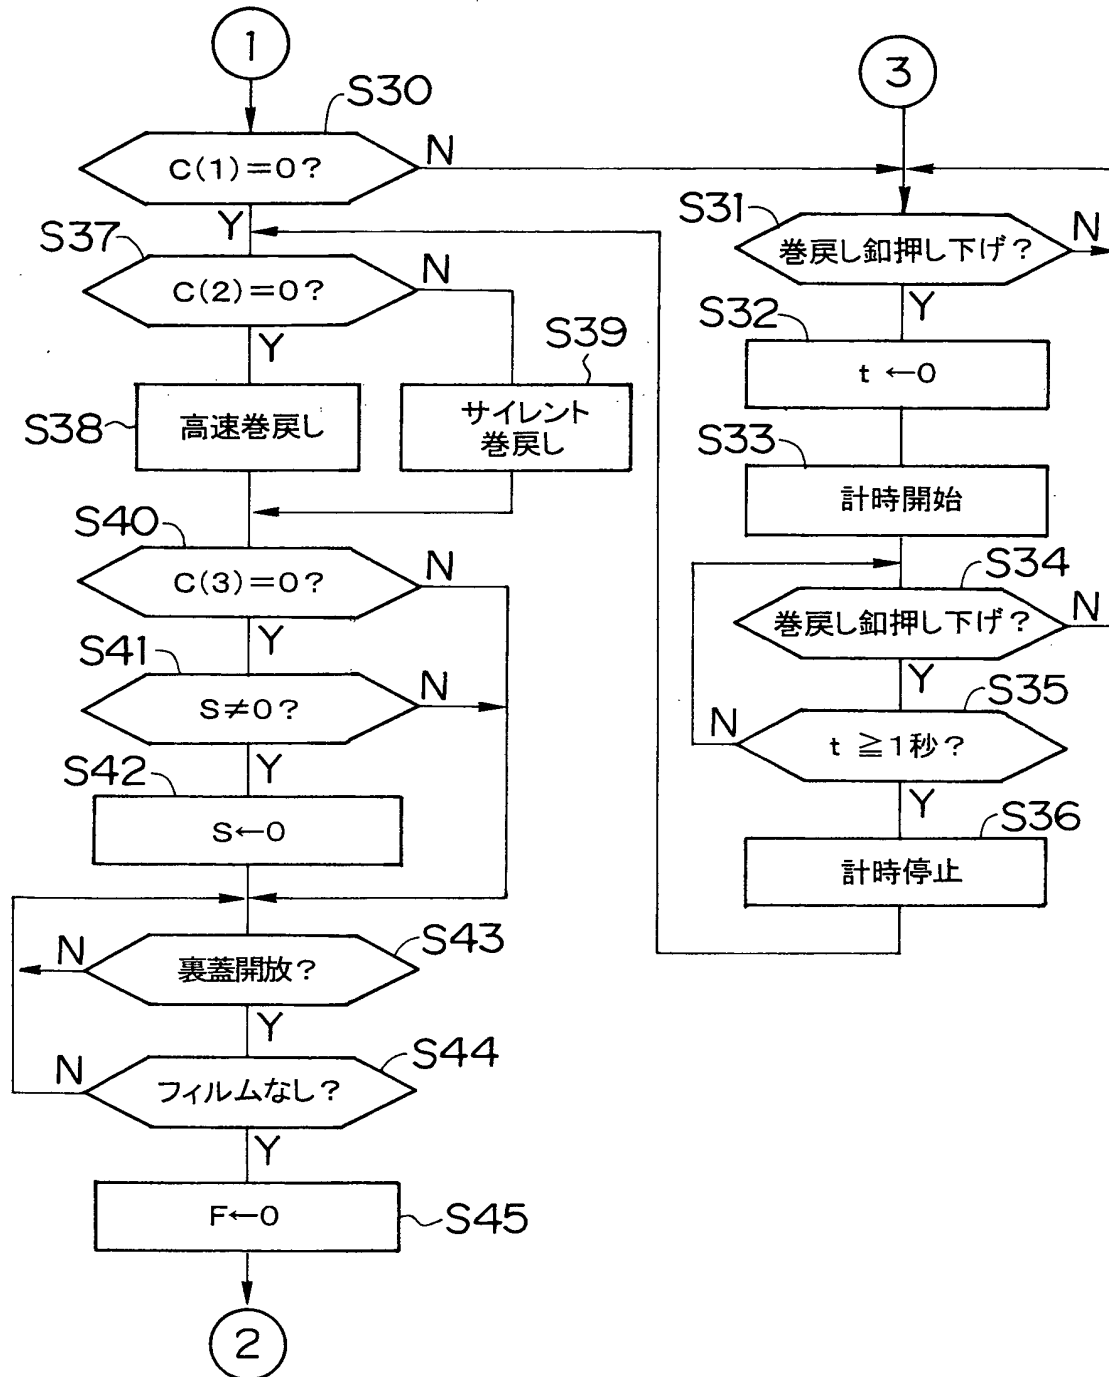 1
S30
C(1)=0?
N
Y
S37
C(2)=0?
N
Y
S38
高速巻戻し
S39
サイレント
巻戻し
S40
C(3)=0?
N
Y
S41
S≠0?
N
Y
S42
S←0
S43
裏蓋開放?
N
Y
S44
フィルムなし?
N
Y
S45
F←0
2
3
S31
巻戻し釦押し下げ?
N
Y
S32
t←0
S33
計時開始
S34
巻戻し釦押し下げ?
N
Y
S35
t≧1秒?
N
Y
S36
計時停止